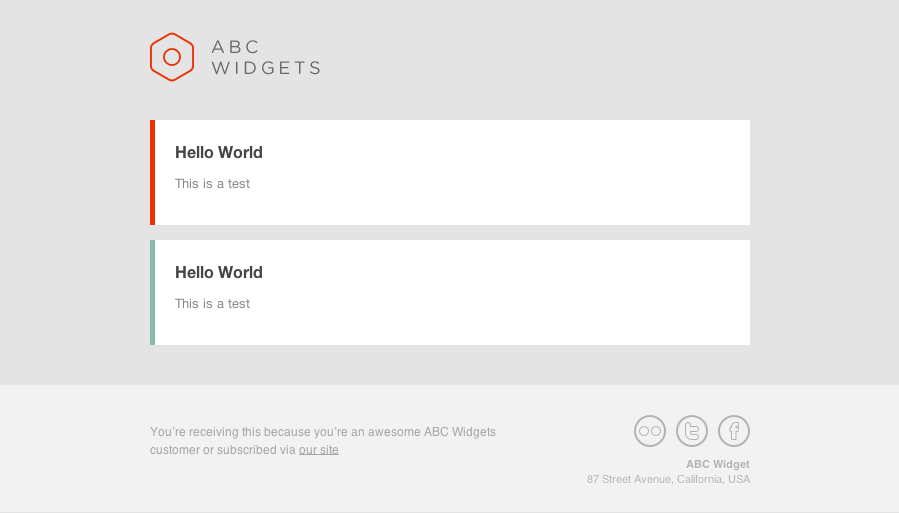 ABC
WIDGETS
Hello World
This is a test
Hello World
This is a test
You’re receiving this because you’re an awesome ABC Widgets
customer or subscribed via our site
ABC Widget
87 Street Avenue, California, USA